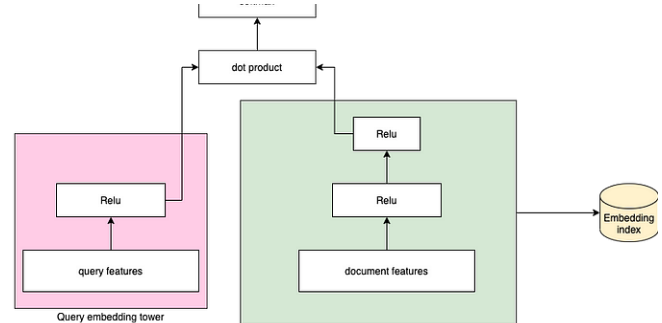 dot product
Relu
Relu
Relu
Embedding
index
query features
document features
Query embedding tower